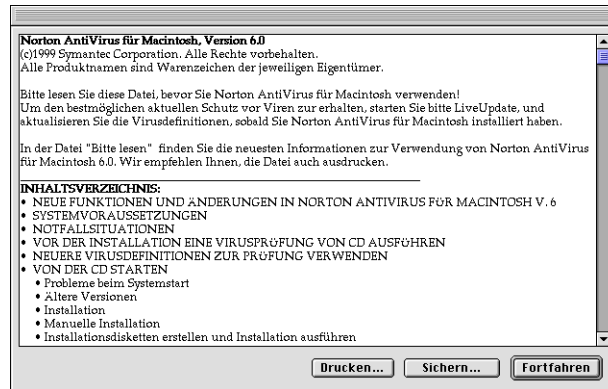 Norton AntiVirus für Macintosh, Version 6.0
(c)1999 Symantec Corporation. Alle Rechte vorbehalten.
Alle Produktnamen sind Warenzeichen der jeweiligen Eigentümer.
Bitte lesen Sie diese Datei, bevor Sie Norton AntiVirus für Macintosh verwenden!
Um den bestmöglichen aktuellen Schutz vor Viren zur erhalten, starten Sie bitte LiveUpdate, und
aktualisieren Sie die Virusdefinitionen, sobald Sie Norton AntiVirus für Macintosh installiert haben.
In der Datei "Bitte lesen" finden Sie die neuesten Informationen zur Verwendung von Norton AntiVirus
für Macintosh 6.0. Wir empfehlen Ihnen, die Datei auch ausdrucken.
INHALTSVERZEICHNIS:
• NEUE FUNKTIONEN UND ÄNDERUNGEN IN NORTON ANTIVIRUS FÜR MACINTOSH V. 6
• SYSTEMVORAUSSETZUNGEN
• NOTFALLSITUATIONEN
• VOR DER INSTALLATION EINE VIRUSPRÜFUNG VON CD AUSFÜHREN
• NEUERE VIRUSDEFINITIONEN ZUR PRÜFUNG VERWENDEN
• VON DER CD STARTEN
• Probleme beim Systemstart
• Ältere Versionen
• Installation
• Manuelle Installation
• Installationsdisketten erstellen und Installation ausführen
Drucken... Sichern... Fortfahren